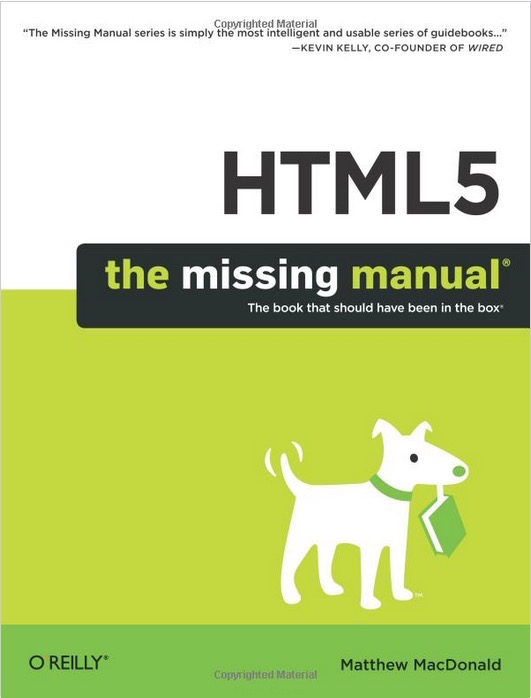 Copyrighted Material
“The Missing Manual series is simply the most intelligent and usable series of guidebooks...”
—KEVIN KELLY, CO-FOUNDER OF WIRED
HTML5
the missing manual®
The book that should have been in the box®
™
O REILLY®
Matthew MacDonald
Copyrighted Material